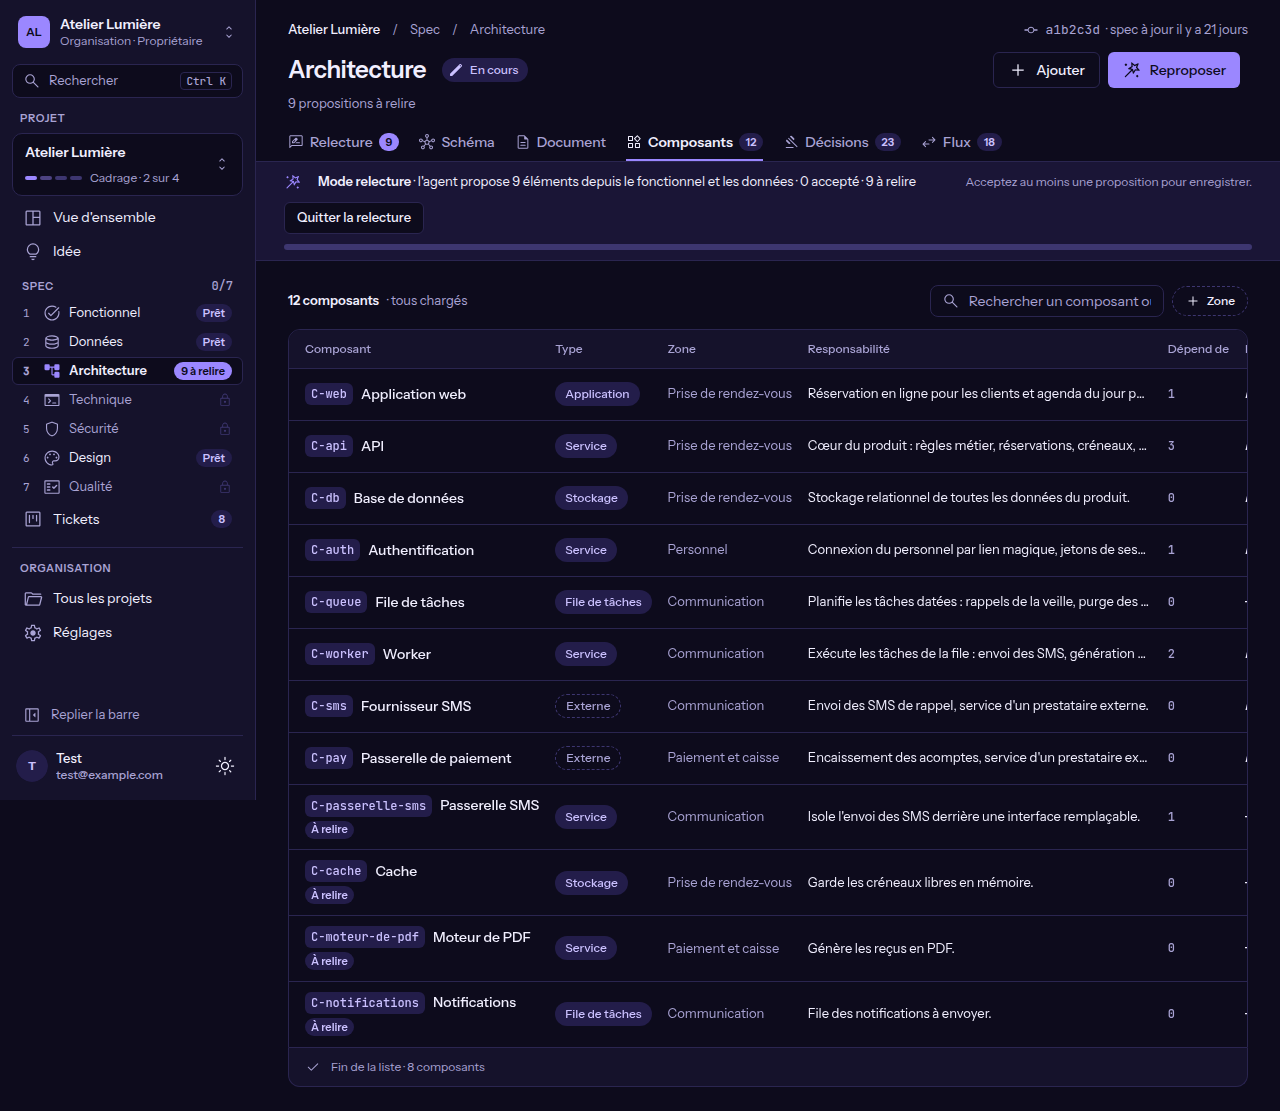 AL
Atelier Lumière
Organisation · Propriétaire
Rechercher
Ctrl K
PROJET
Atelier Lumière
Cadrage · 2 sur 4
Vue d'ensemble
Idée
SPEC 0/7
1 Fonctionnel Prêt
2 Données Prêt
3 Architecture 9 à relire
4 Technique
5 Sécurité
6 Design Prêt
7 Qualité
Tickets 8
ORGANISATION
Tous les projets
Réglages
Replier la barre
T
Test
test@example.com
Atelier Lumière / Spec / Architecture
a1b2c3d · spec à jour il y a 21 jours
Architecture En cours
Ajouter
Reproposer
9 propositions à relire
Relecture 9 Schéma Document Composants 12 Décisions 23 Flux 18
Mode relecture · l'agent propose 9 éléments depuis le fonctionnel et les données · 0 accepté · 9 à relire
Acceptez au moins une proposition pour enregistrer.
Quitter la relecture
12 composants · tous chargés
Rechercher un composant o
Zone
Composant Type Zone Responsabilité Dépend de
C-web Application web Application Prise de rendez-vous Réservation en ligne pour les clients et agenda du jour p… 1
C-api API Service Prise de rendez-vous Cœur du produit : règles métier, réservations, créneaux, … 3
C-db Base de données Stockage Prise de rendez-vous Stockage relationnel de toutes les données du produit. 0
C-auth Authentification Service Personnel Connexion du personnel par lien magique, jetons de ses… 1
C-queue File de tâches File de tâches Communication Planifie les tâches datées : rappels de la veille, purge des … 0
C-worker Worker Service Communication Exécute les tâches de la file : envoi des SMS, génération … 2
C-sms Fournisseur SMS Externe Communication Envoi des SMS de rappel, service d'un prestataire externe. 0
C-pay Passerelle de paiement Externe Paiement et caisse Encaissement des acomptes, service d'un prestataire ex… 0
C-passerelle-sms Passerelle SMS Service Communication Isole l'envoi des SMS derrière une interface remplaçable. 1
À relire
C-cache Cache Stockage Prise de rendez-vous Garde les créneaux libres en mémoire. 0
À relire
C-moteur-de-pdf Moteur de PDF Service Paiement et caisse Génère les reçus en PDF. 0
À relire
C-notifications Notifications File de tâches Communication File des notifications à envoyer. 0
À relire
Fin de la liste · 8 composants